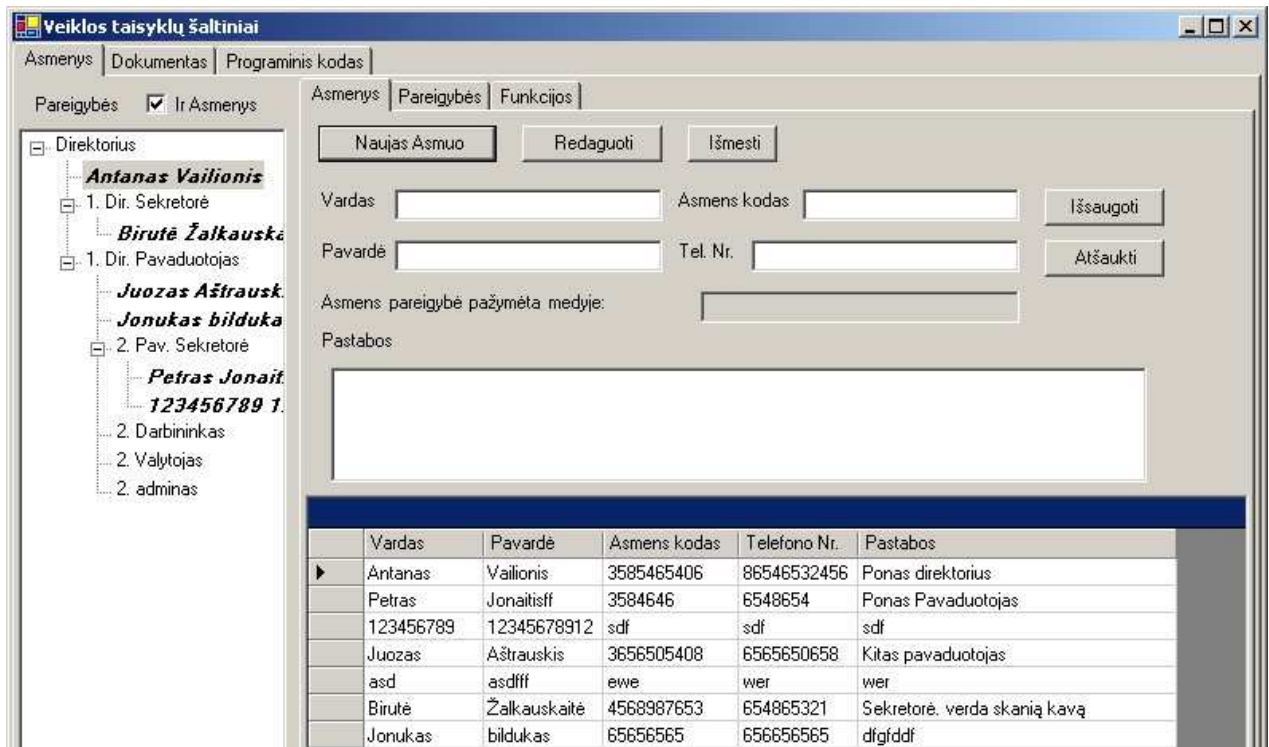 Veiklos taisyklų šaltiniai
Asmenys Dokumentas Programinis kodas
Pareigybės Ir Asmenys
Direktorius
Antanas Vailionis
1. Dir. Sekretorė
Birutė Žalkauska
1. Dir. Pavaduotojas
Juozas Aštrausk
Jonukas bilduka
2. Pav. Sekretorė
Petras Jonait
123456789 1
2. Darbininkas
2. Valytojas
2. adminas
Asmenys Pareigybės Funkcijos
Naujas Asmuo Redaguoti Išmesti
Vardas Asmens kodas Išsaugoti
Pavardė Tel. Nr. Atšaukti
Asmens pareigybė pažymėta medyje:
Pastabos
Vardas Pavardė Asmens kodas Telefono Nr. Pastabos
Antanas Vailionis 3585465406 86546532456 Ponas direktorius
Petras Jonaitisff 3584646 6548654 Ponas Pavaduotojas
123456789 12345678912 sdf sdf sdf
Juozas Aštrauskis 3656505408 6565650658 Kitas pavaduotojas
asd asdfff ewe wer wer
Birutė Žalkauskaitė 4568987653 654865321 Sekretorė. verda skanią kavą
Jonukas bildukas 65656565 656656565 dfgfddf